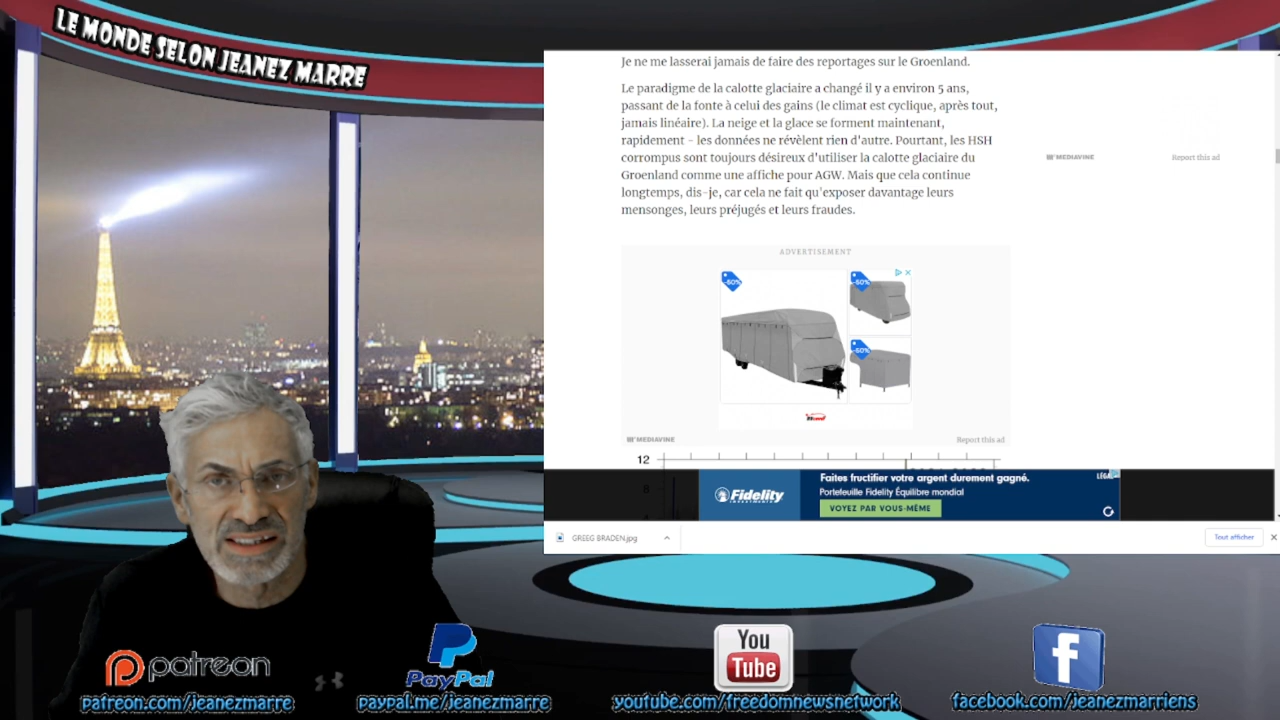 LE MONDE SELON JEANEZ MARRE
Je ne me lasserai jamais de faire des reportages sur le Groenland.
Le paradigme de la calotte glaciaire a changé il y a environ 5 ans,
passant de la fonte à celui des gains (le climat est cyclique, après tout,
jamais linéaire). La neige et la glace se forment maintenant,
rapidement - les données ne révèlent rien d'autre. Pourtant, les HSH
corrompus sont toujours désireux d'utiliser la calotte glaciaire du
Groenland comme une affiche pour AGW. Mais que cela continue
longtemps, dis-je, car cela ne fait qu'exposer davantage leurs
mensonges, leurs préjugés et leurs fraudes.
MEDIAVINE
Report this ad
ADVERTISEMENT
-60%
-60%
-60%
MEDIAVINE
Report this ad
12
8
Fidelity
INVESTMENTS
Faites fructifier votre argent durement gagné.
Portefeuille Fidelity Équilibre mondial
VOYEZ PAR VOUS-MÊME
LÉGAL
GREEG BRADEN.jpg
Tout afficher
patreon
PayPal
You
Tube
f
patreon.com/jeanezmarre
paypal.me/jeanezmarre
youtube.com/freedomnewsnetwork
facebook.com/jeanezmarriens